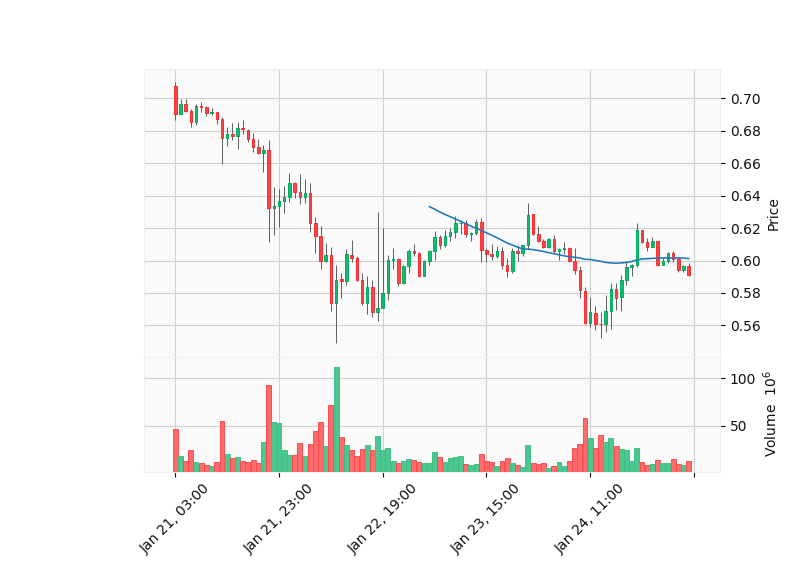 0.70
0.68
0.66
0.64
0.62
0.60
0.58
0.56
Price
100
50
Volume 10⁶
Jan 21, 03:00
Jan 21, 23:00
Jan 22, 19:00
Jan 23, 15:00
Jan 24, 11:00